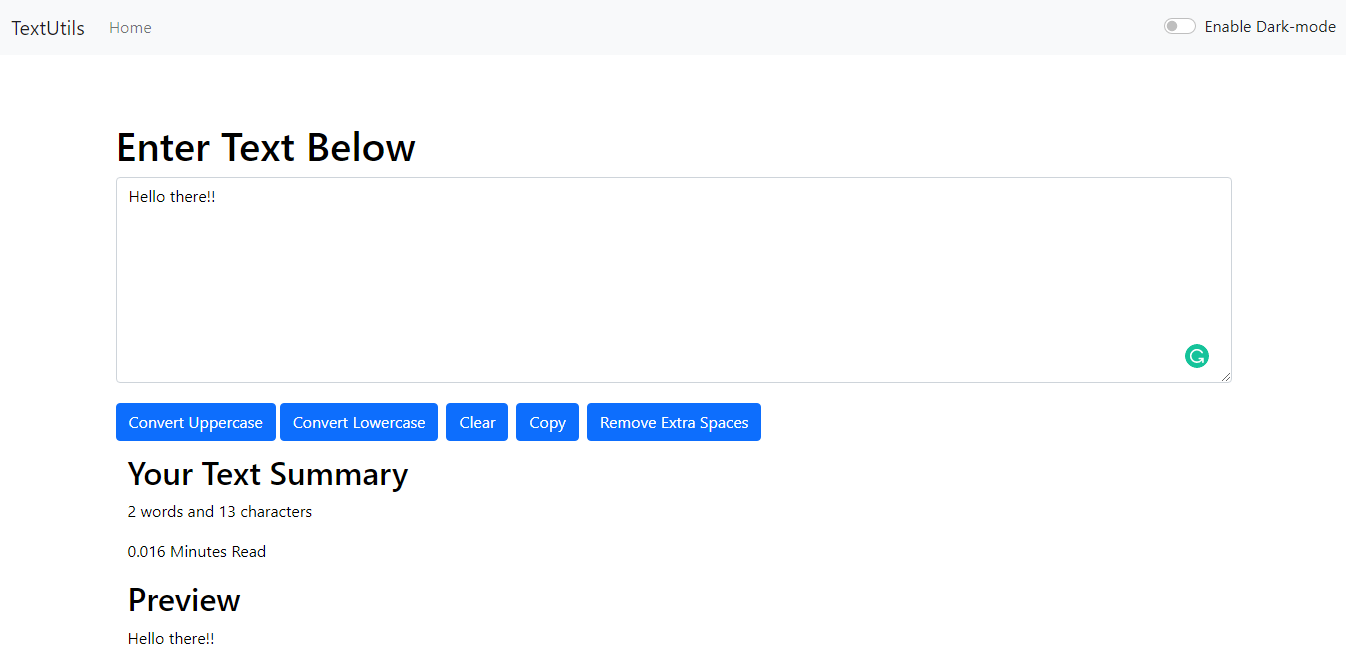 TextUtils Home Enable Dark-mode
Enter Text Below
Hello there!!
Convert Uppercase Convert Lowercase Clear Copy Remove Extra Spaces
Your Text Summary
2 words and 13 characters
0.016 Minutes Read
Preview
Hello there!!